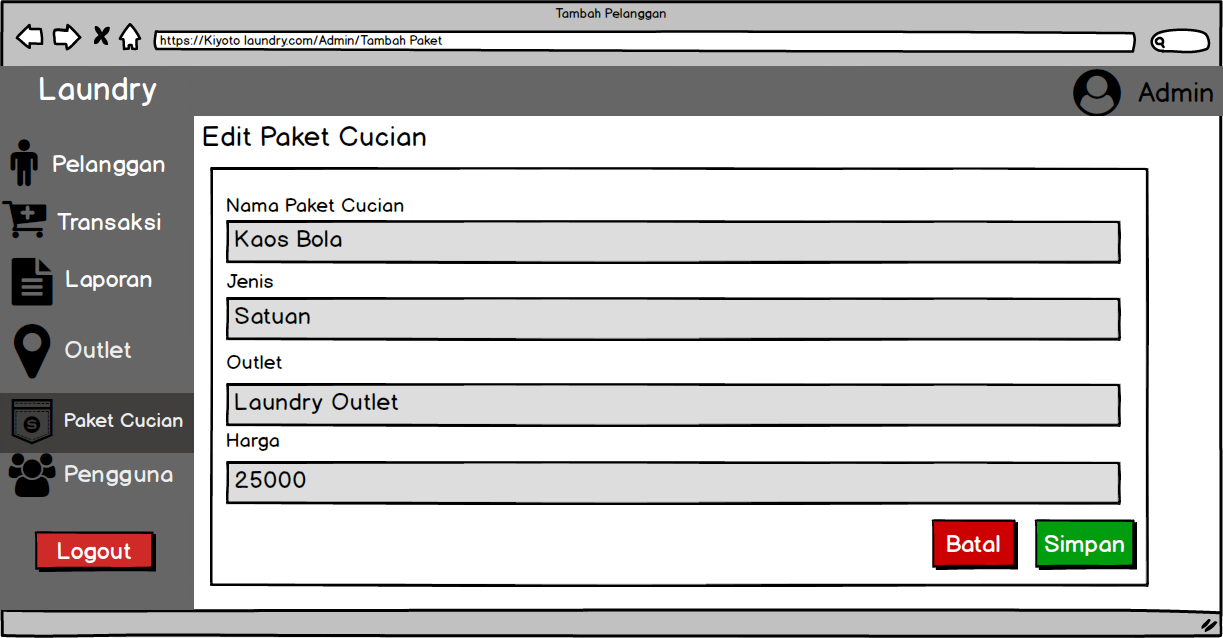 Tambah Pelanggan
https://Kiyoto laundry.com/Admin/Tambah Paket
Laundry
Admin
Pelanggan
Transaksi
Laporan
Outlet
Paket Cucian
Pengguna
Logout
Edit Paket Cucian
Nama Paket Cucian
Kaos Bola
Jenis
Satuan
Outlet
Laundry Outlet
Harga
25000
Batal
Simpan